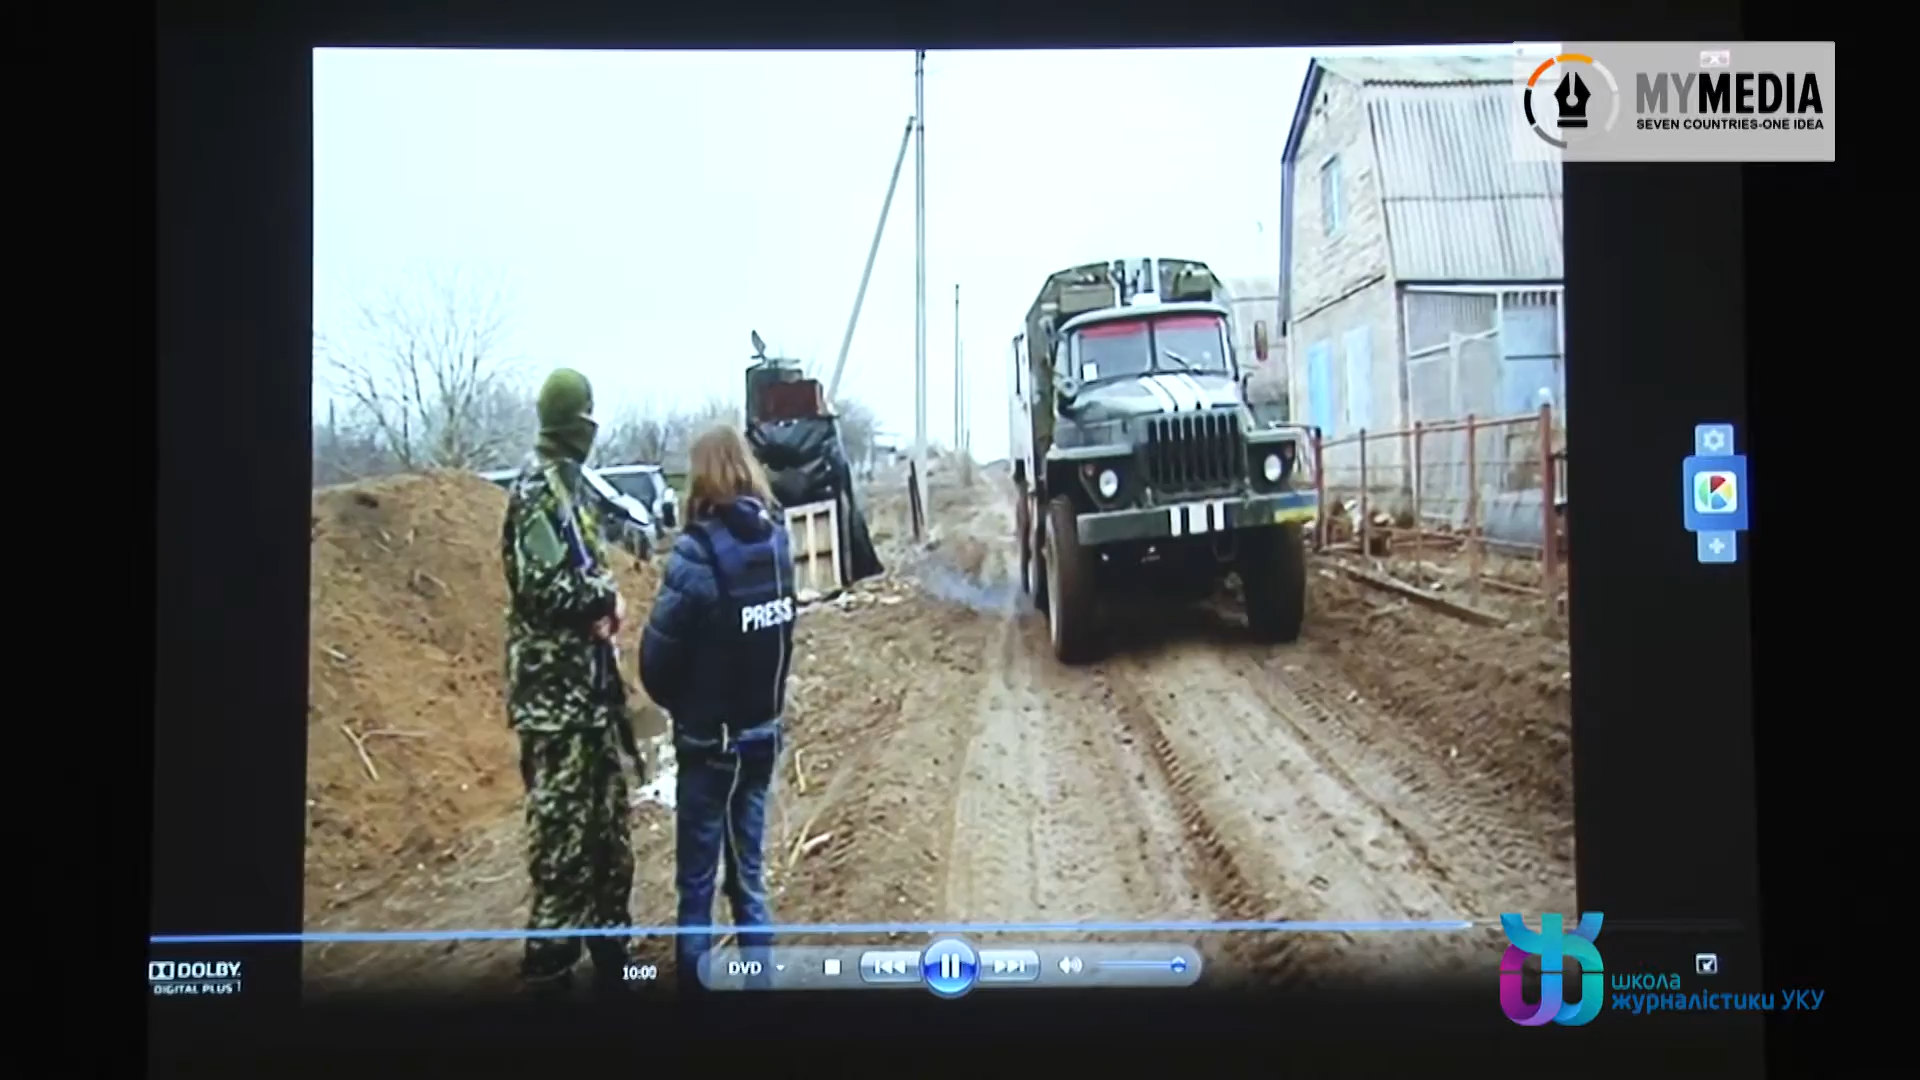 MYMEDIA
SEVEN COUNTRIES-ONE IDEA
PRESS
DOLBY
DIGITAL PLUS
10:00
DVD
школа
журналістики УКУ